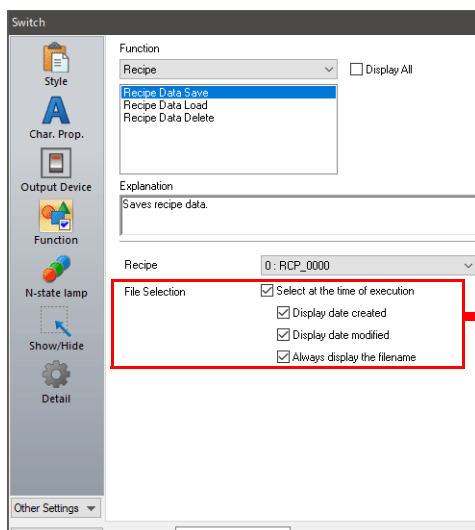 Switch
Style
Char. Prop.
Output Device
Function
N-state lamp
Show/Hide
Detail
Other Settings
Function
Recipe
Display All
Recipe Data Save
Recipe Data Load
Recipe Data Delete
Explanation
Saves recipe data.
Recipe
0 : RCP_0000
File Selection
Select at the time of execution
Display date created
Display date modified
Always display the filename